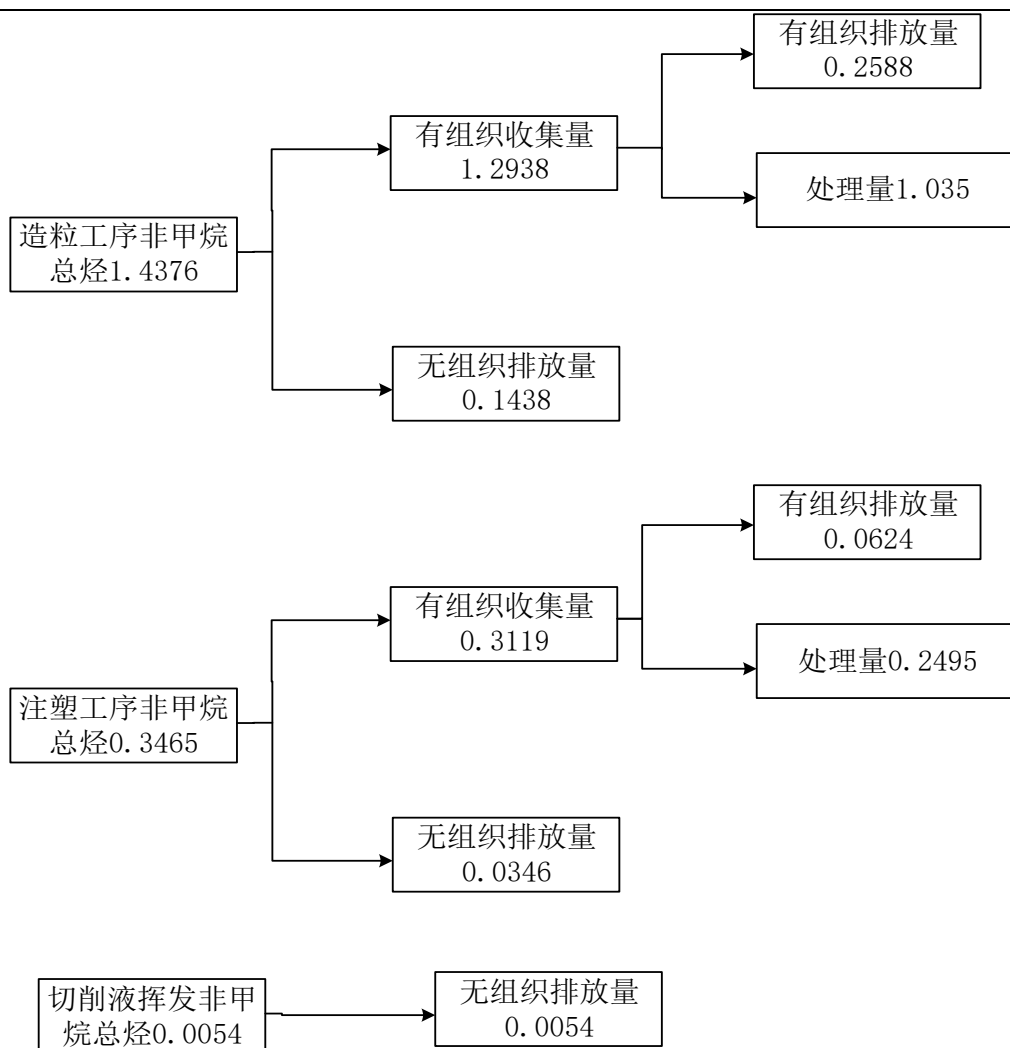 有组织排放量
0.2588
有组织收集量
1.2938
处理量1.035
造粒工序非甲烷
总烃1.4376
无组织排放量
0.1438
有组织排放量
0.0624
有组织收集量
0.3119
处理量0.2495
注塑工序非甲烷
总烃0.3465
无组织排放量
0.0346
切削液挥发非甲
烷总烃0.0054
无组织排放量
0.0054